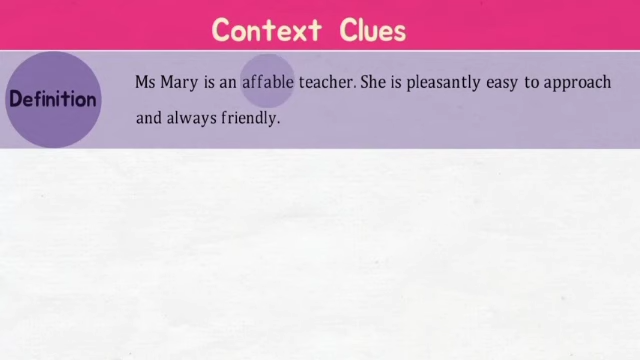 Context Clues
Definition
Ms Mary is an affable teacher. She is pleasantly easy to approach
and always friendly.